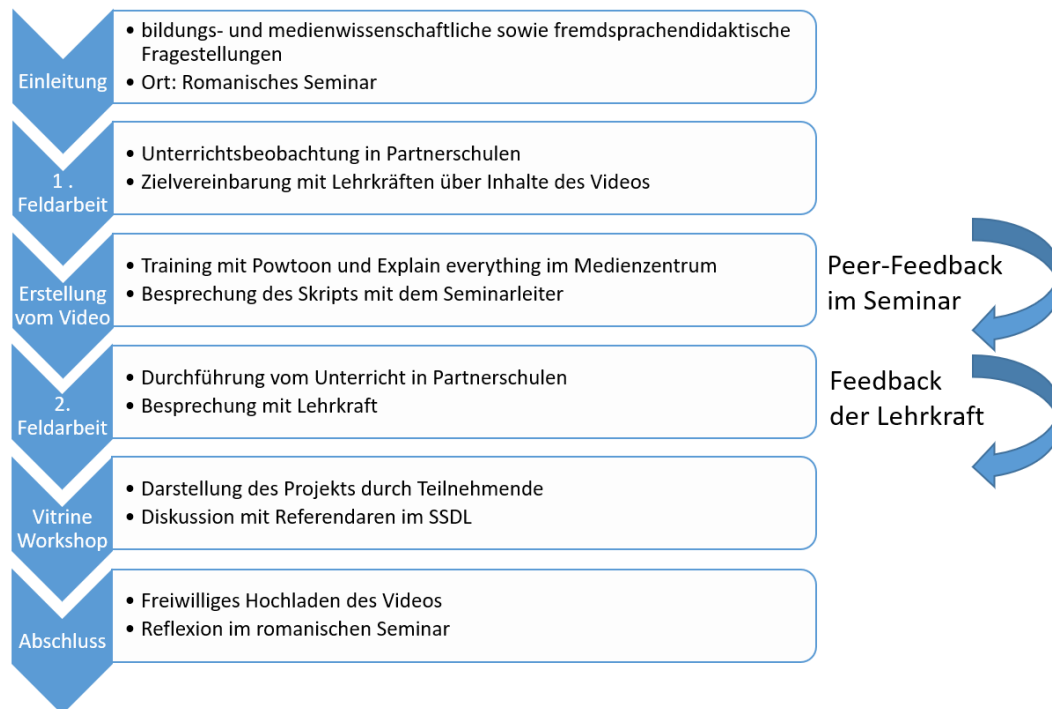 Einleitung
• bildungs- und medienwissenschaftliche sowie fremdsprachendidaktische
Fragestellungen
• Ort: Romanisches Seminar
1 .
Feldarbeit
• Unterrichtsbeobachtung in Partnerschulen
• Zielvereinbarung mit Lehrkräften über Inhalte des Videos
Erstellung
vom Video
• Training mit Powtoon und Explain everything im Medienzentrum
• Besprechung des Skripts mit dem Seminarleiter
Peer-Feedback
im Seminar
2.
Feldarbeit
• Durchführung vom Unterricht in Partnerschulen
• Besprechung mit Lehrkraft
Feedback
der Lehrkraft
Vitrine
Workshop
• Darstellung des Projekts durch Teilnehmende
• Diskussion mit Referendaren im SSDL
Abschluss
• Freiwilliges Hochladen des Videos
• Reflexion im romanischen Seminar